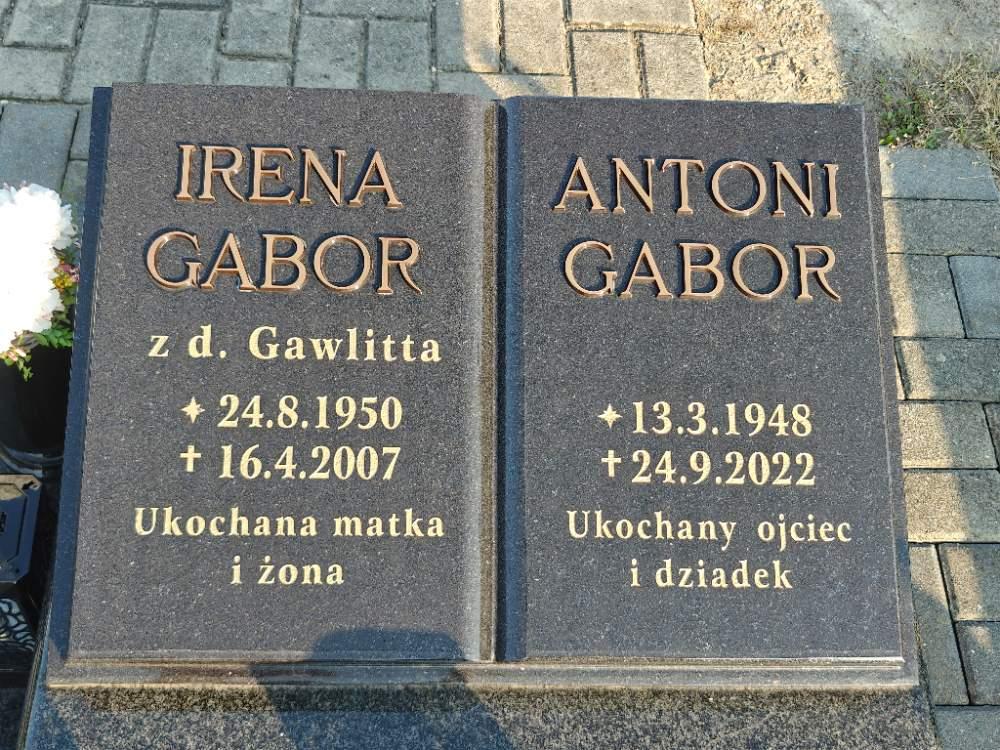 IRENA
GABOR
z d. Gawlitta
* 24.8.1950
† 16.4.2007
Ukochana matka
i żona
ANTONI
GABOR
* 13.3.1948
† 24.9.2022
Ukochany ojciec
i dziadek